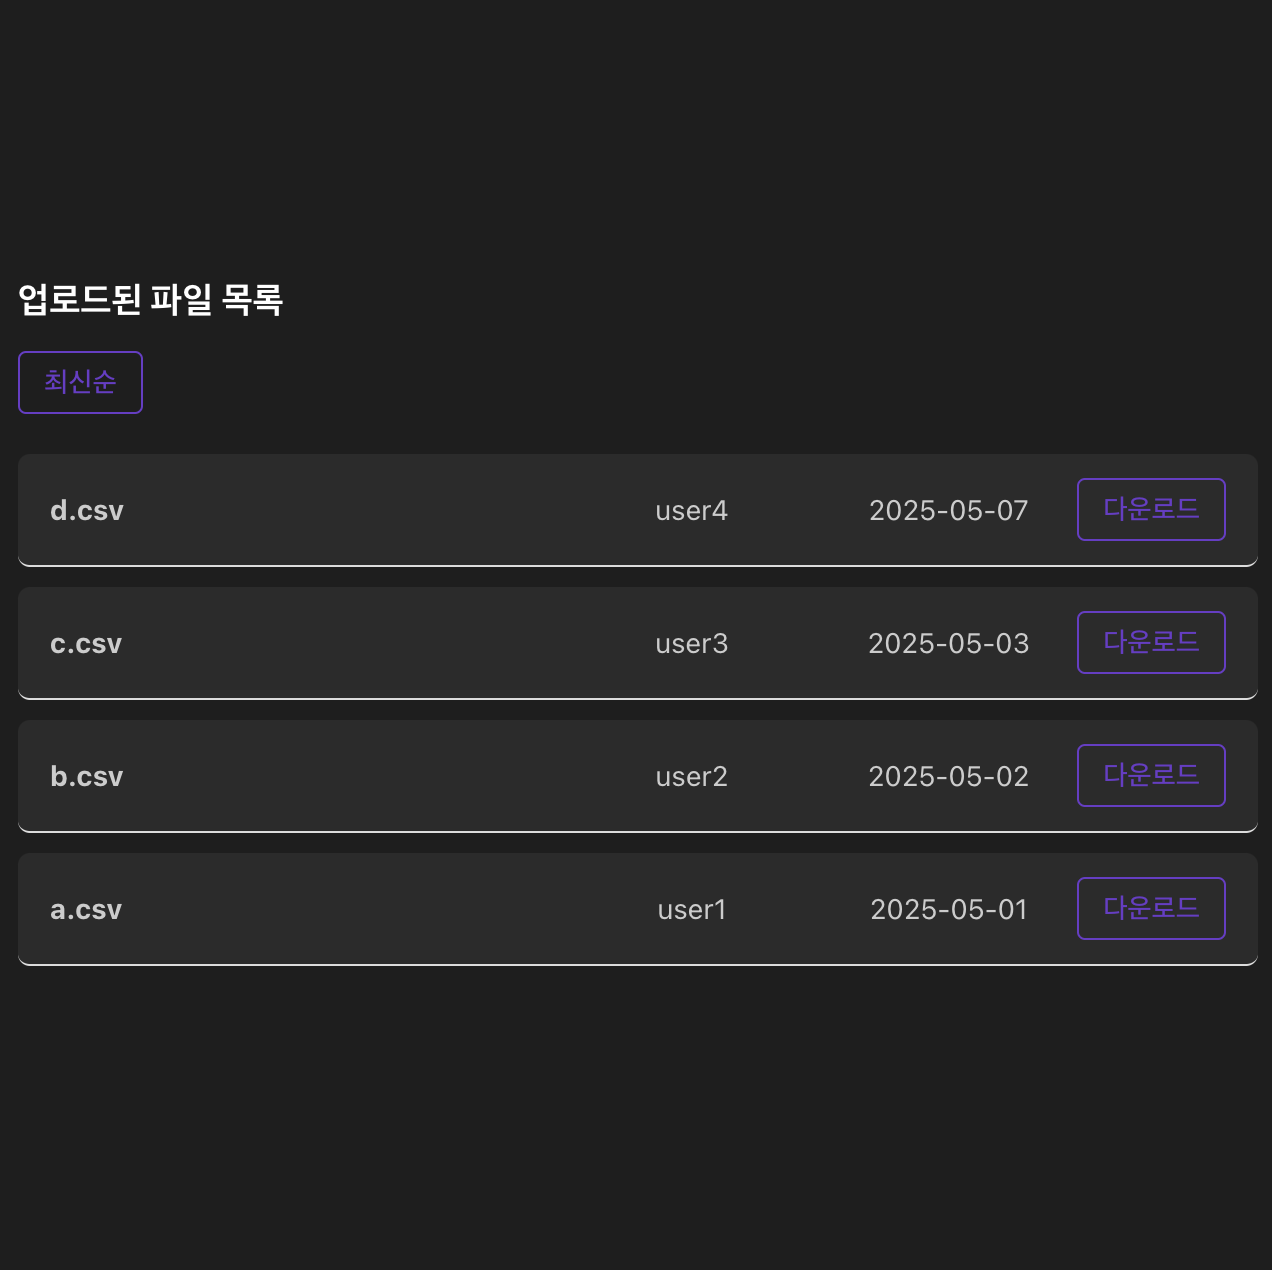 업로드된 파일 목록
최신순
d.csv user4 2025-05-07 다운로드
c.csv user3 2025-05-03 다운로드
b.csv user2 2025-05-02 다운로드
a.csv user1 2025-05-01 다운로드